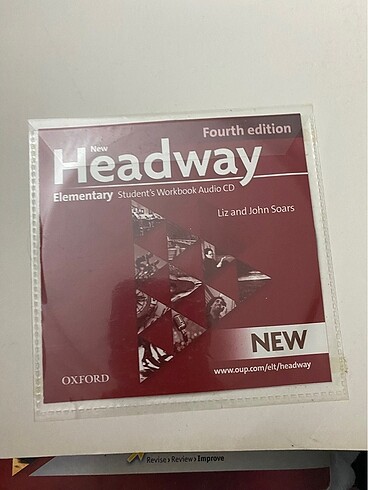 Fourth edition
New
Headway
Elementary Student's Workbook Audio CD
Liz and John Soars
NEW
OXFORD
www.oup.com/elt/headway
Revise › Review › Improve